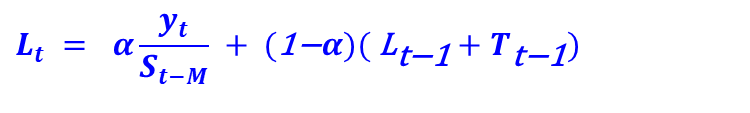 L_t = α y_t / S_{t−M} + (1−α)( L_{t−1} + T_{t−1})